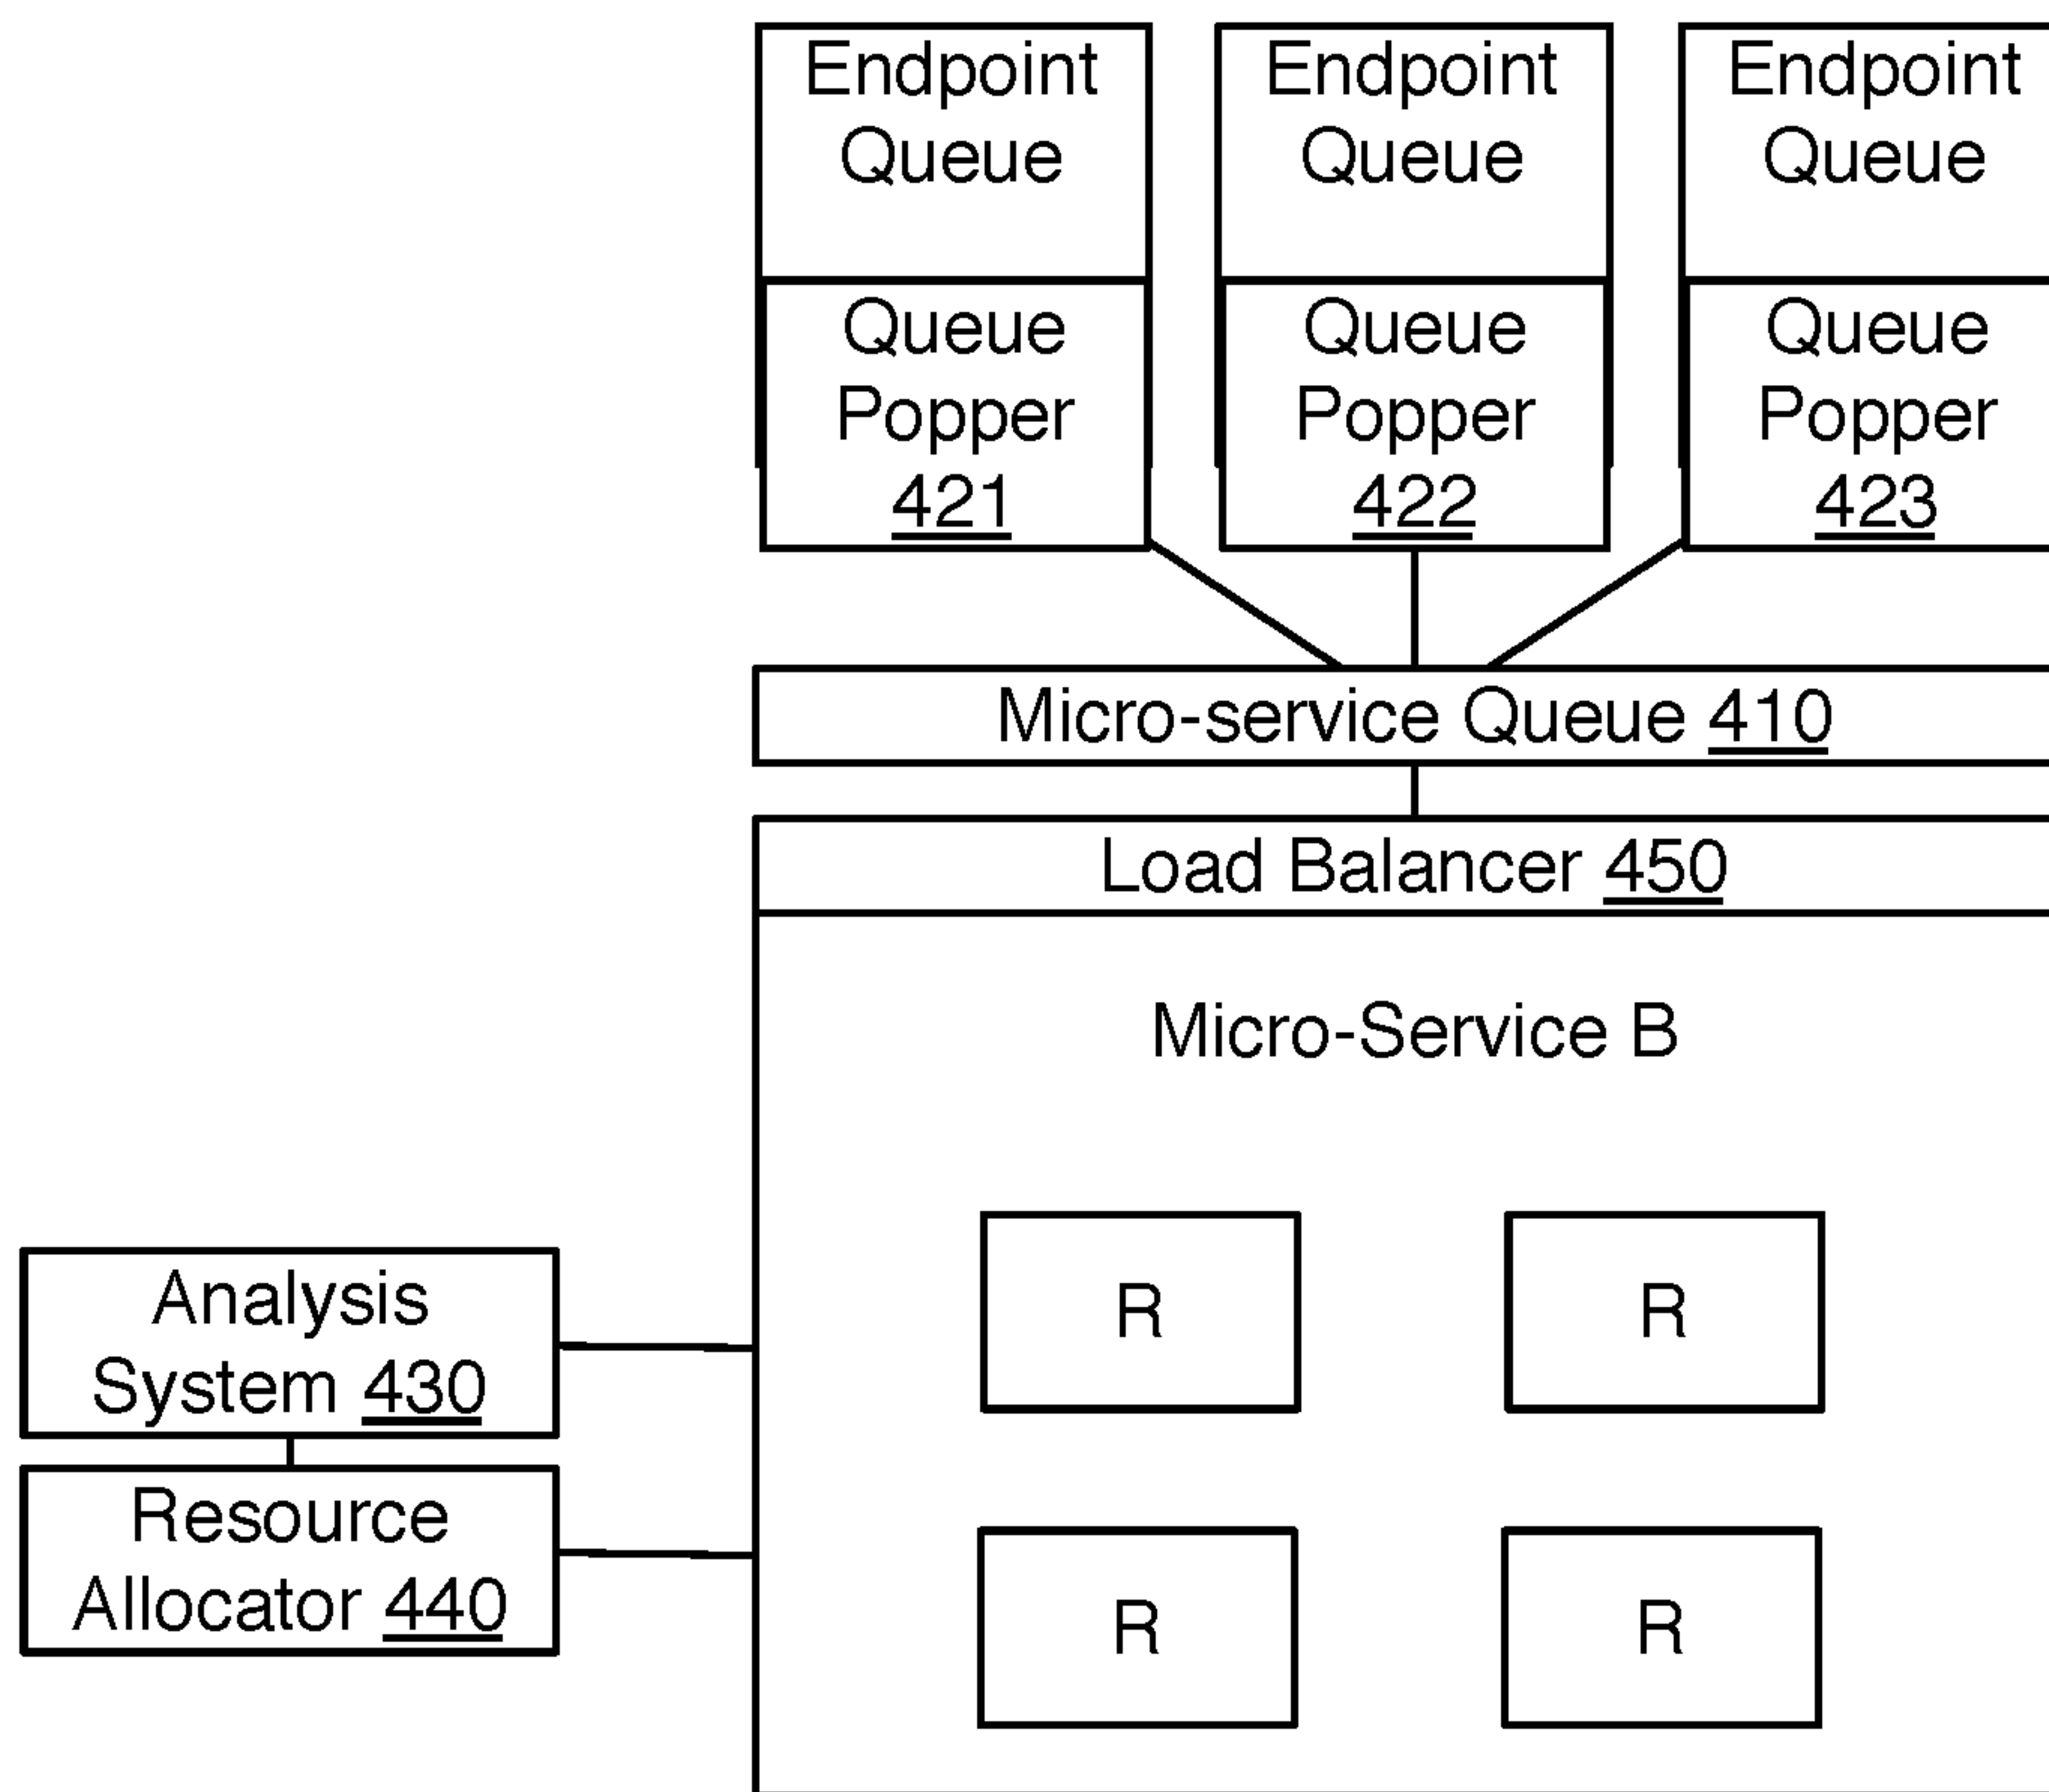 Endpoint
Queue
Endpoint
Queue
Endpoint
Queue
Queue
Popper
421
Queue
Popper
422
Queue
Popper
423
Micro-service Queue 410
Load Balancer 450
Micro-Service B
R
R
Analysis
System 430
Resource
Allocator 440
R
R